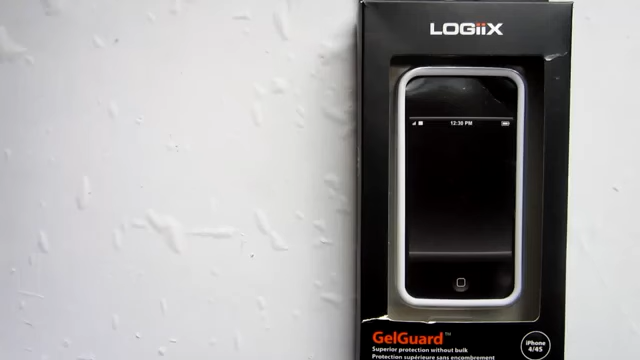 LOGiiX
12:30 PM
GelGuard™
Superior protection without bulk
Protection supérieure sans encombrement
iPhone
4/4S